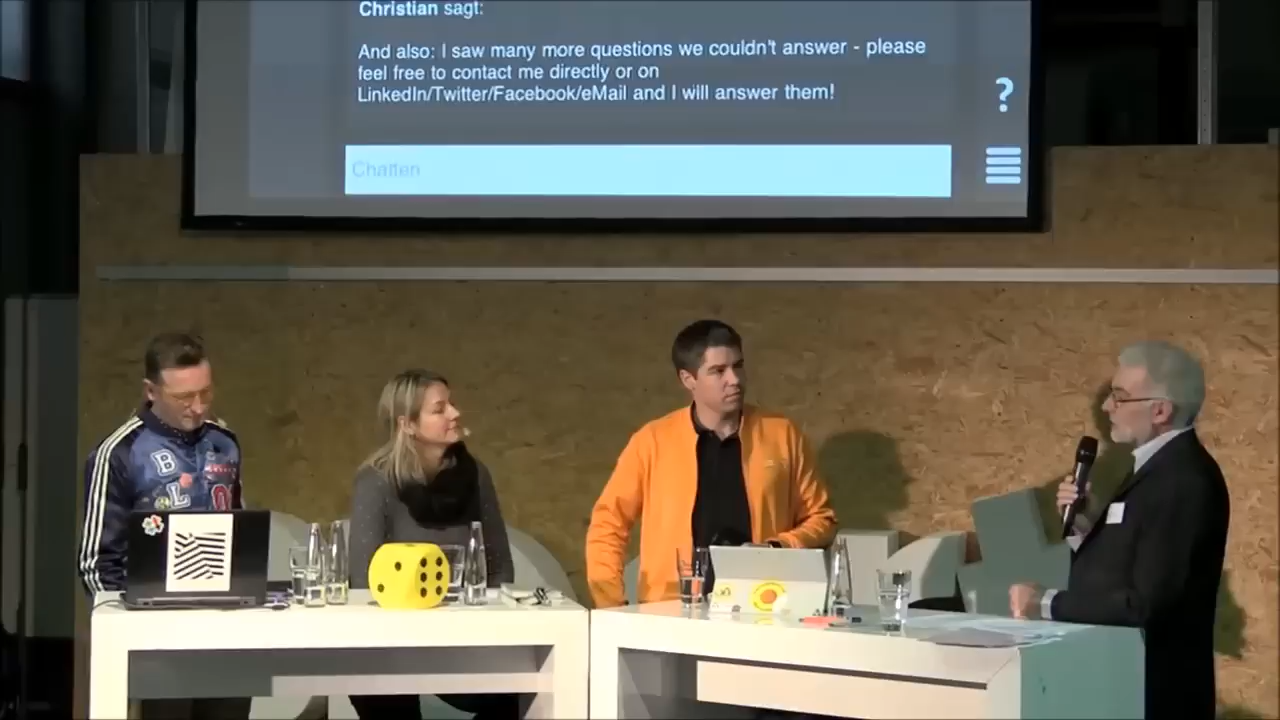 Christian sagt:
And also: I saw many more questions we couldn't answer - please
feel free to contact me directly or on
LinkedIn/Twitter/Facebook/eMail and I will answer them!
?
Chatten
B
L